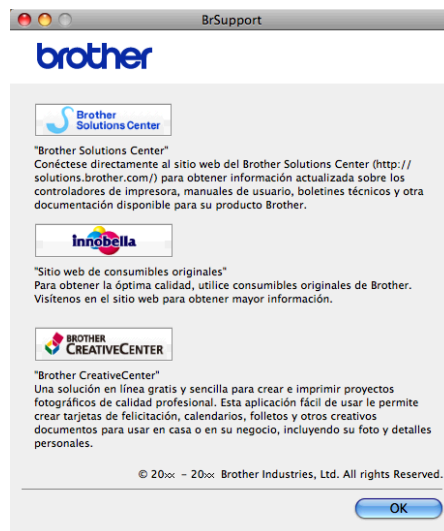 BrSupport
brother
Brother
Solutions Center
"Brother Solutions Center"
Conéctese directamente al sitio web del Brother Solutions Center (http://
solutions.brother.com/) para obtener información actualizada sobre los
controladores de impresora, manuales de usuario, boletines técnicos y otra
documentación disponible para su producto Brother.
innobella
"Sitio web de consumibles originales"
Para obtener la óptima calidad, utilice consumibles originales de Brother.
Visítenos en el sitio web para obtener mayor información.
BROTHER
CREATIVECENTER
"Brother CreativeCenter"
Una solución en línea gratis y sencilla para crear e imprimir proyectos
fotográficos de calidad profesional. Esta aplicación fácil de usar le permite
crear tarjetas de felicitación, calendarios, folletos y otros creativos
documentos para usar en casa o en su negocio, incluyendo su foto y detalles
personales.
© 20xx - 20xx Brother Industries, Ltd. All rights Reserved.
OK